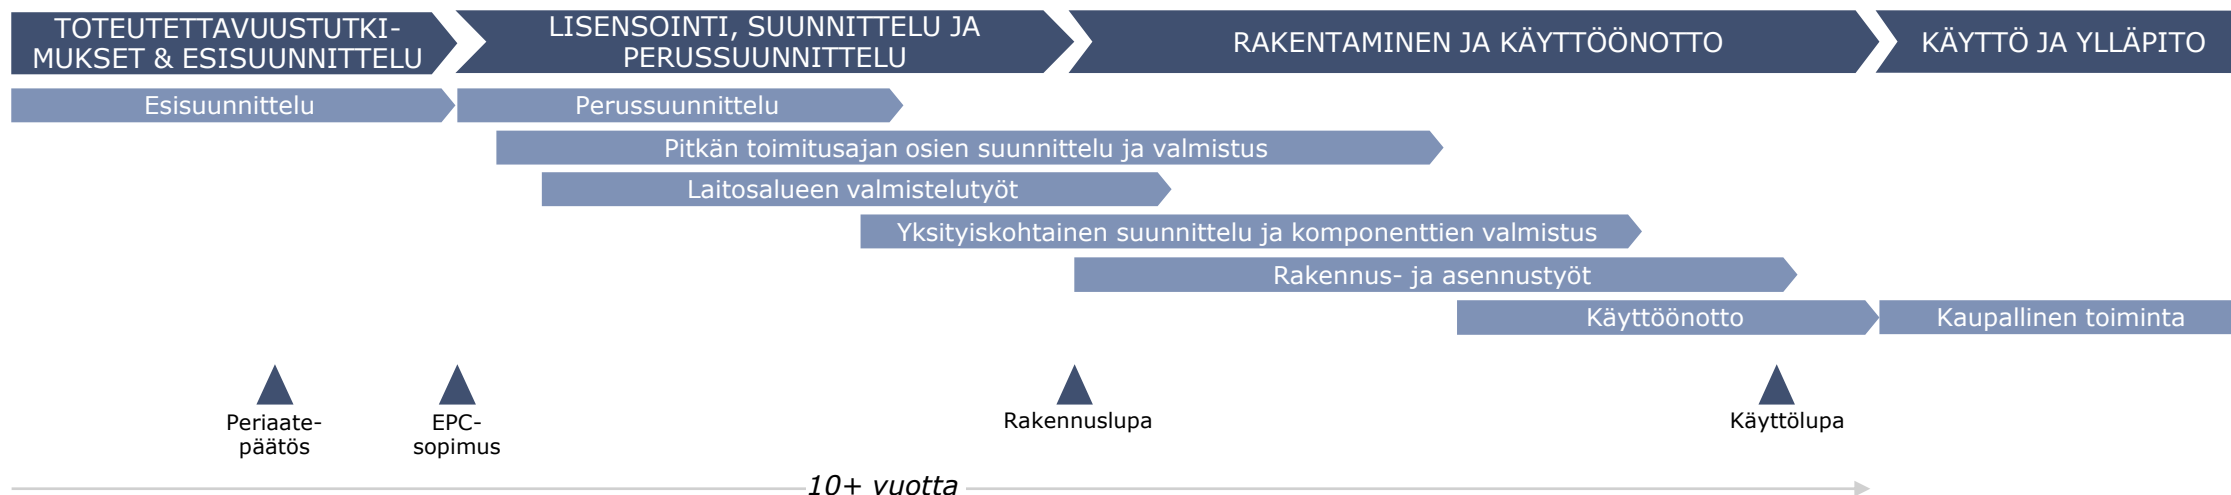 TOTEUTETTAVUUSTUTKI-
MUKSET & ESISUUNNITTELU
LISENSOINTI, SUUNNITTELU JA
PERUSSUUNNITTELU
RAKENTAMINEN JA KÄYTTÖÖNOTTO
KÄYTTÖ JA YLLÄPITO
Esisuunnittelu
Perussuunnittelu
Pitkän toimitusajan osien suunnittelu ja valmistus
Laitosalueen valmistelutyöt
Yksityiskohtainen suunnittelu ja komponenttien valmistus
Rakennus- ja asennustyöt
Käyttöönotto
Kaupallinen toiminta
Periaate-
päätös
EPC-
sopimus
Rakennuslupa
Käyttölupa
10+ vuotta